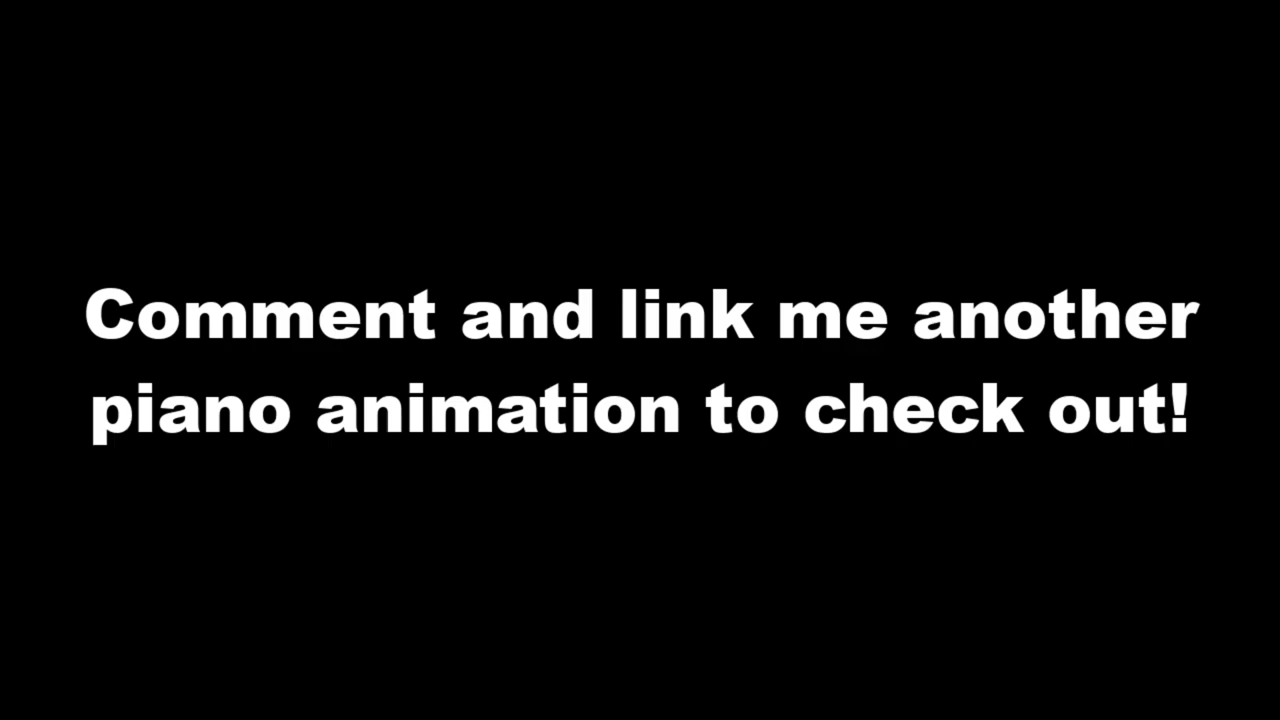 Comment and link me another
piano animation to check out!